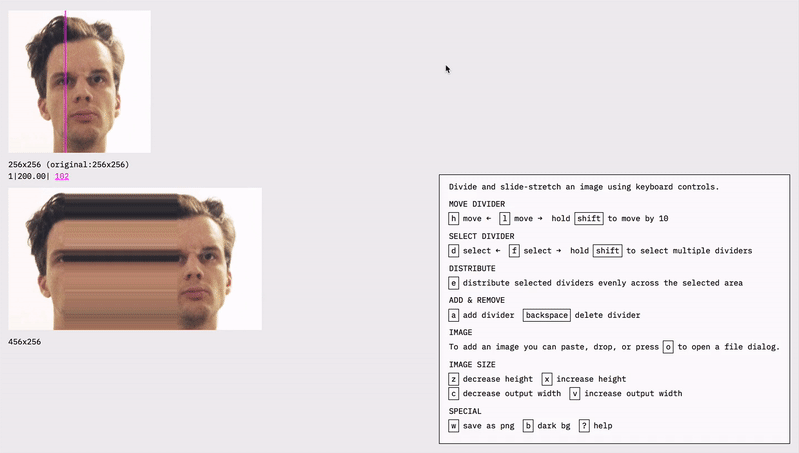 256x256 (original:256x256)
1|200.00| 102
456x256
Divide and slide-stretch an image using keyboard controls.
MOVE DIVIDER
h move ← l move → hold shift to move by 10
SELECT DIVIDER
d select ← f select → hold shift to select multiple dividers
DISTRIBUTE
e distribute selected dividers evenly across the selected area
ADD & REMOVE
a add divider backspace delete divider
IMAGE
To add an image you can paste, drop, or press o to open a file dialog.
IMAGE SIZE
z decrease height x increase height
c decrease output width v increase output width
SPECIAL
w save as png b dark bg ? help